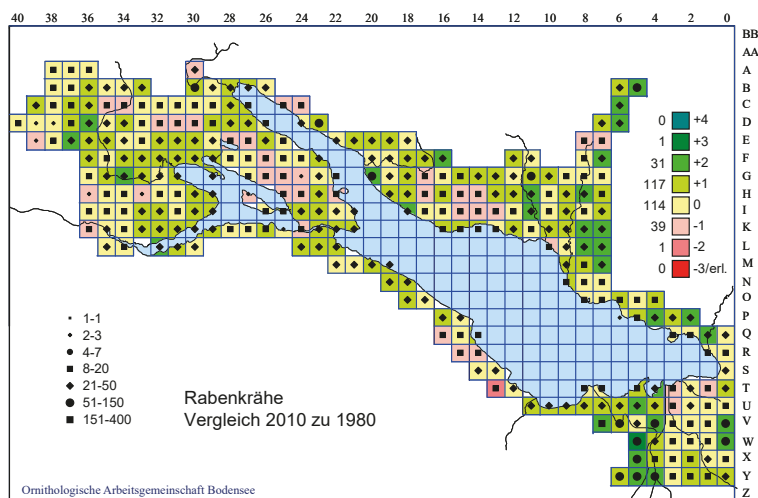 40 38 36 34 32 30 28 26 24 22 20 18 16 14 12 10 8 6 4 2 0
BB
AA
A
B
C
D
E
F
G
H
I
K
L
M
N
O
P
Q
R
S
T
U
V
W
X
Y
Z
0 +4
1 +3
31 +2
117 +1
114 0
39 -1
1 -2
0 -3/erl.
1-1
2-3
4-7
8-20
21-50
51-150
151-400
Rabenkrähe
Vergleich 2010 zu 1980
Ornithologische Arbeitsgemeinschaft Bodensee